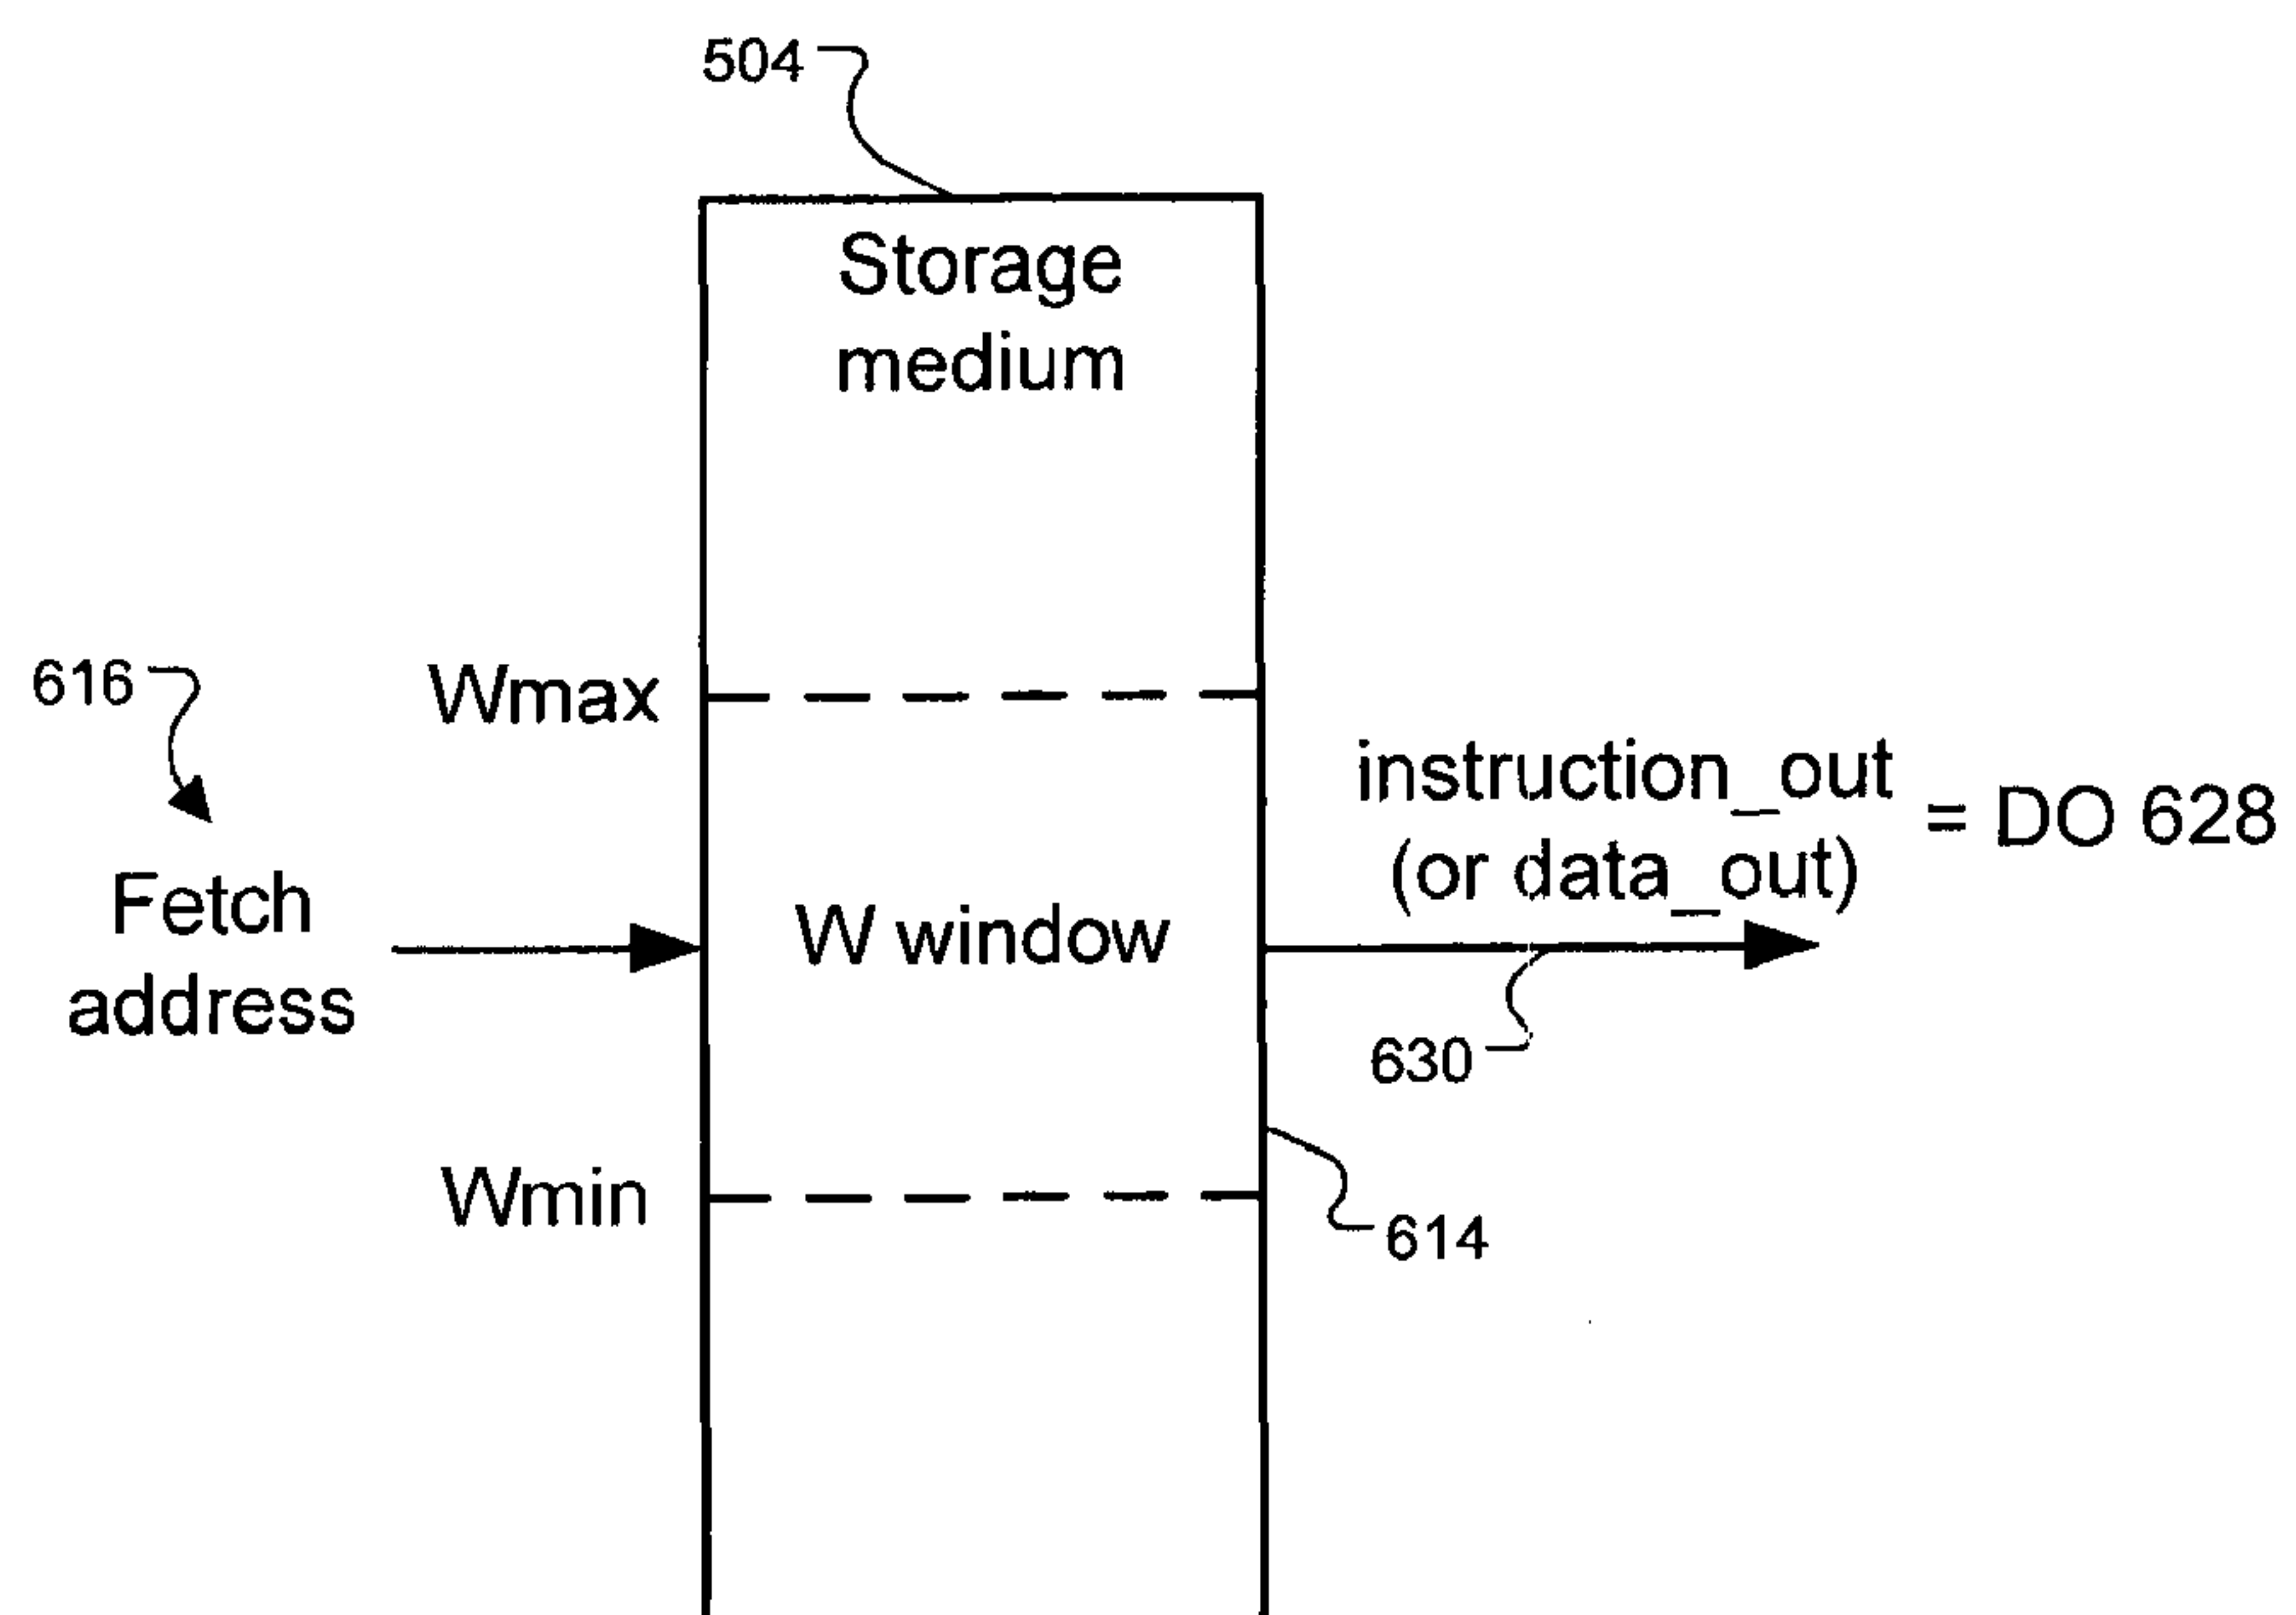 504
Storage
medium
616
Wmax
instruction_out
(or data_out)
= DO 628
Fetch
address
W window
630
Wmin
614